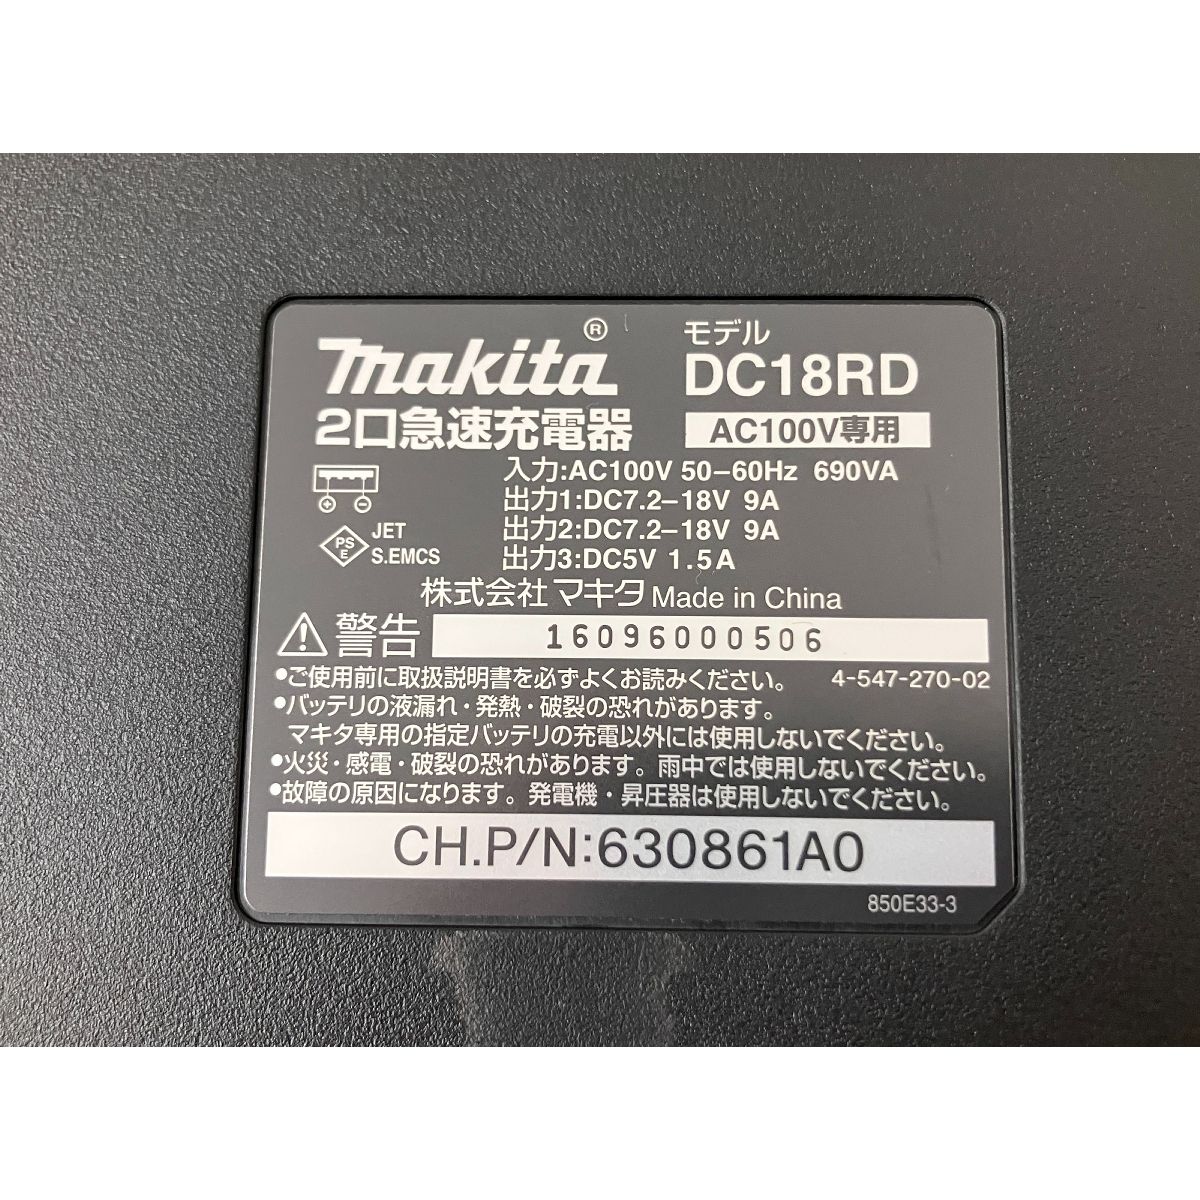 makita®
モデル
DC18RD
2口急速充電器
AC100V専用
入力:AC100V 50-60Hz 690VA
出力1:DC7.2-18V 9A
出力2:DC7.2-18V 9A
出力3:DC5V 1.5A
PS
E
JET
S.EMCS
株式会社 マキタ Made in China
警告
16096000506
•ご使用前に取扱説明書を必ずよくお読みください。 4-547-270-02
•バッテリの液漏れ・発熱・破裂の恐れがあります。
マキタ専用の指定バッテリの充電以外には使用しないでください。
•火災・感電・破裂の恐れがあります。雨中では使用しないでください。
•故障の原因になります。発電機・昇圧器は使用しないでください。
CH.P/N:630861A0
850E33-3